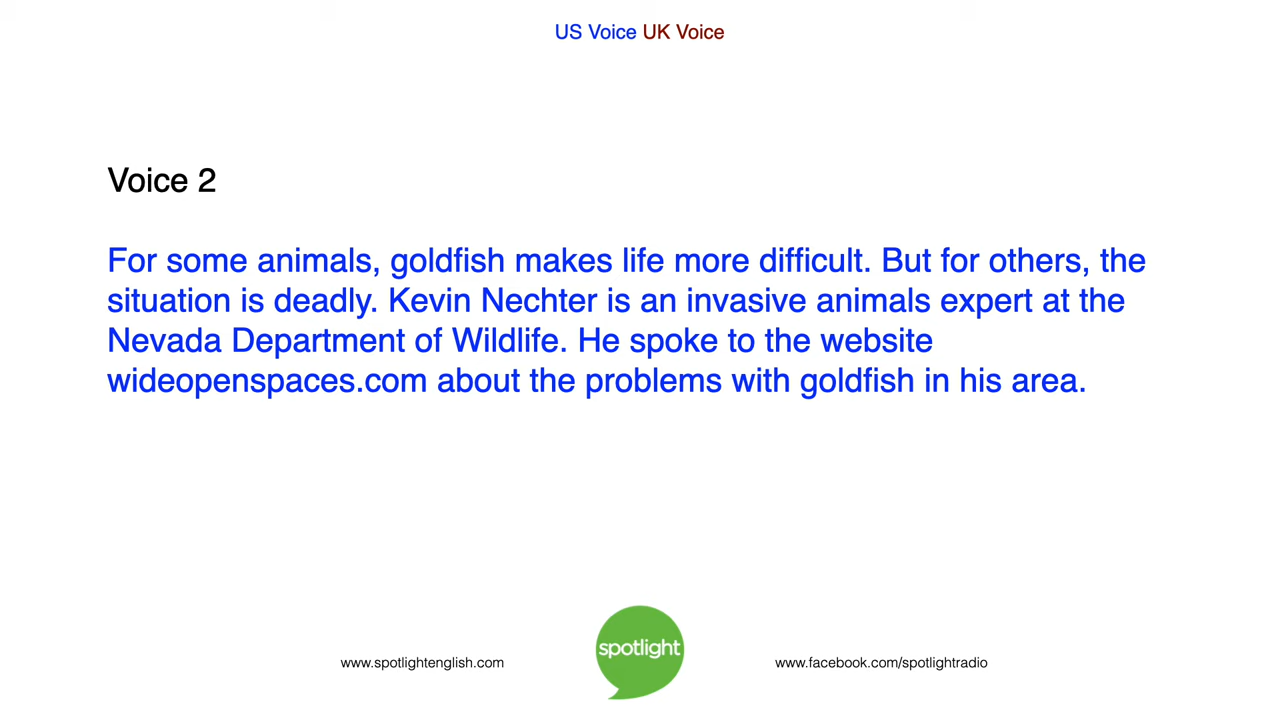 US Voice UK Voice
Voice 2
For some animals, goldfish makes life more difficult. But for others, the
situation is deadly. Kevin Nechter is an invasive animals expert at the
Nevada Department of Wildlife. He spoke to the website
wideopenspaces.com about the problems with goldfish in his area.
spotlight
www.spotlightenglish.com
www.facebook.com/spotlightradio